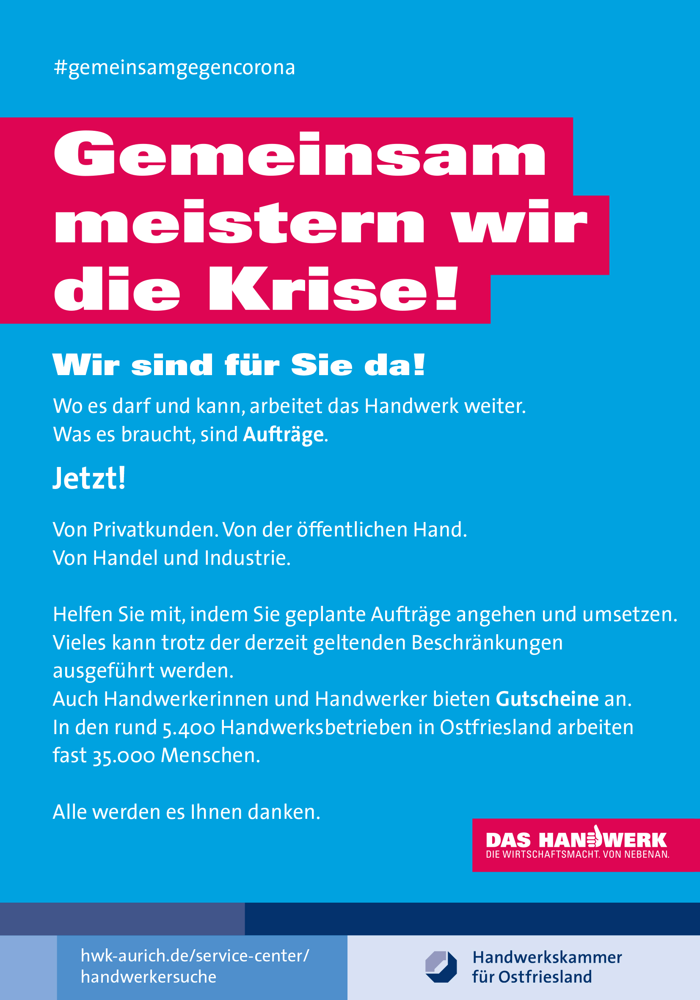 #gemeinsamgegencorona
Gemeinsam
meistern wir
die Krise!
Wir sind für Sie da!
Wo es darf und kann, arbeitet das Handwerk weiter.
Was es braucht, sind Aufträge.
Jetzt!
Von Privatkunden. Von der öffentlichen Hand.
Von Handel und Industrie.
Helfen Sie mit, indem Sie geplante Aufträge angehen und umsetzen.
Vieles kann trotz der derzeit geltenden Beschränkungen
ausgeführt werden.
Auch Handwerkerinnen und Handwerker bieten Gutscheine an.
In den rund 5.400 Handwerksbetrieben in Ostfriesland arbeiten
fast 35.000 Menschen.
Alle werden es Ihnen danken.
DAS HANDWERK
DIE WIRTSCHAFTSMACHT. VON NEBENAN.
hwk-aurich.de/service-center/
handwerkersuche
Handwerkskammer
für Ostfriesland